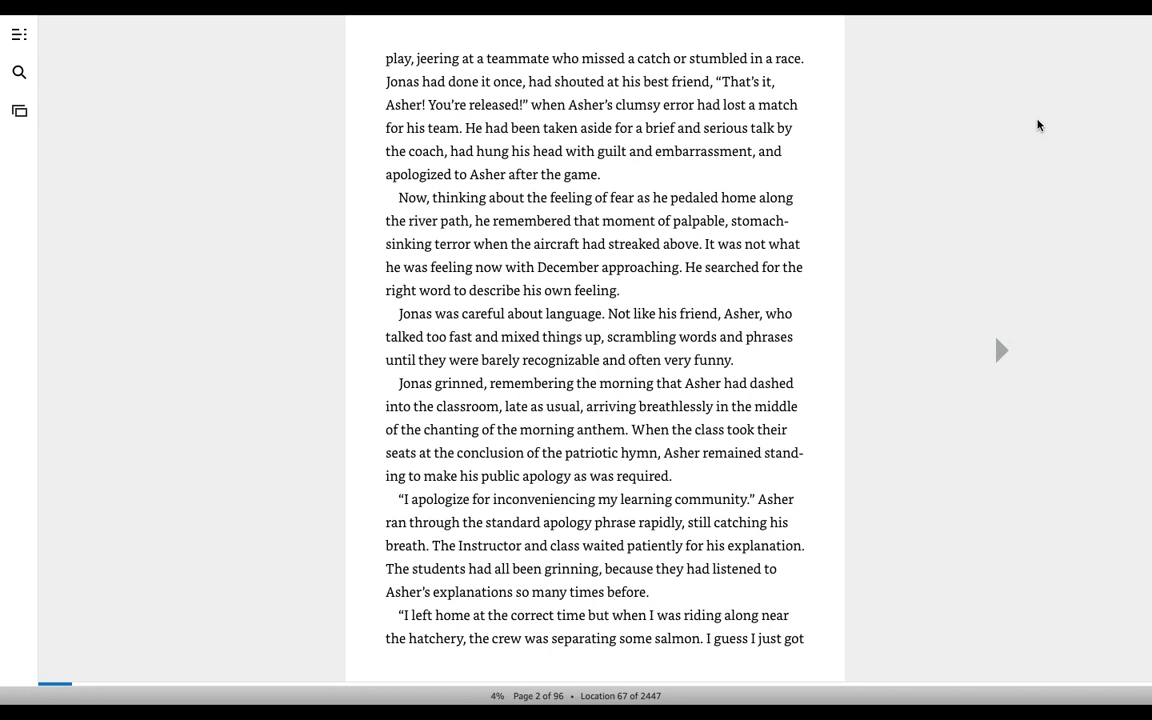 play, jeering at a teammate who missed a catch or stumbled in a race.
Jonas had done it once, had shouted at his best friend, “That’s it,
Asher! You’re released!” when Asher’s clumsy error had lost a match
for his team. He had been taken aside for a brief and serious talk by
the coach, had hung his head with guilt and embarrassment, and
apologized to Asher after the game.
Now, thinking about the feeling of fear as he pedaled home along
the river path, he remembered that moment of palpable, stomach-
sinking terror when the aircraft had streaked above. It was not what
he was feeling now with December approaching. He searched for the
right word to describe his own feeling.
Jonas was careful about language. Not like his friend, Asher, who
talked too fast and mixed things up, scrambling words and phrases
until they were barely recognizable and often very funny.
Jonas grinned, remembering the morning that Asher had dashed
into the classroom, late as usual, arriving breathlessly in the middle
of the chanting of the morning anthem. When the class took their
seats at the conclusion of the patriotic hymn, Asher remained stand-
ing to make his public apology as was required.
“I apologize for inconveniencing my learning community.” Asher
ran through the standard apology phrase rapidly, still catching his
breath. The Instructor and class waited patiently for his explanation.
The students had all been grinning, because they had listened to
Asher’s explanations so many times before.
“I left home at the correct time but when I was riding along near
the hatchery, the crew was separating some salmon. I guess I just got
4% Page 2 of 96 • Location 67 of 2447